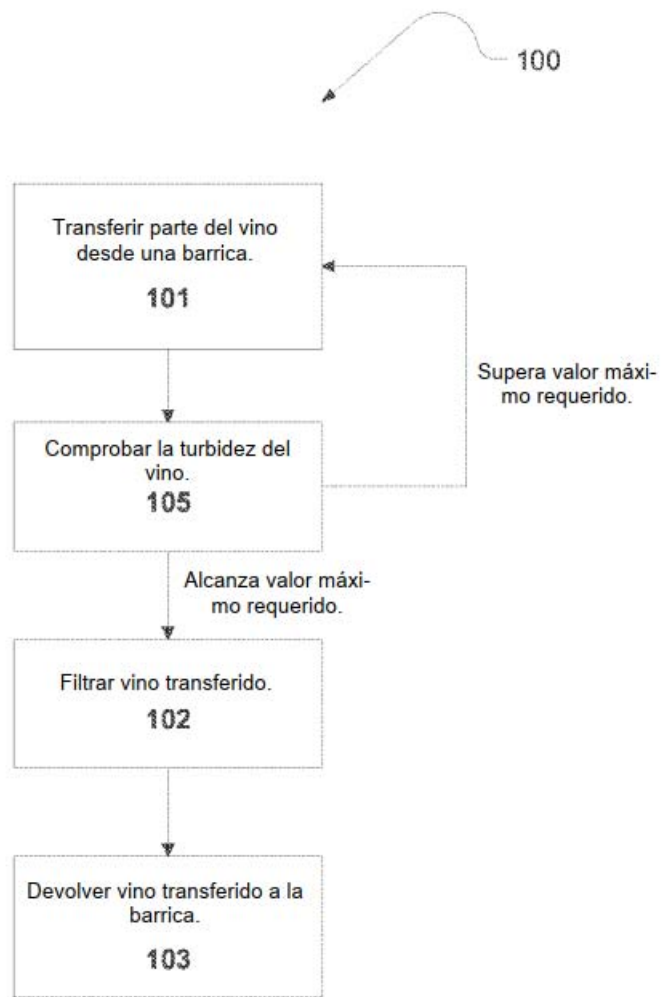 100
Transferir parte del vino
desde una barrica.
101
Supera valor máxi-
mo requerido.
Comprobar la turbidez del
vino.
105
Alcanza valor máxi-
mo requerido.
Filtrar vino transferido.
102
Devolver vino transferido a la
barrica.
103